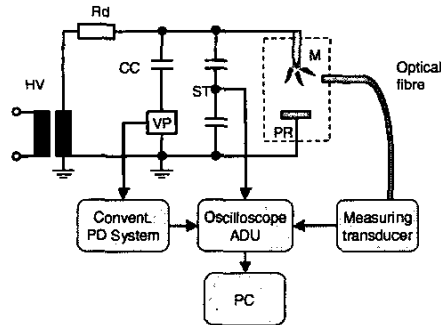 Rd
M
HV
CC
Optical
fibre
ST
VP
PR
Convent.
PD System
Oscilloscope
ADU
Measuring
transducer
PC